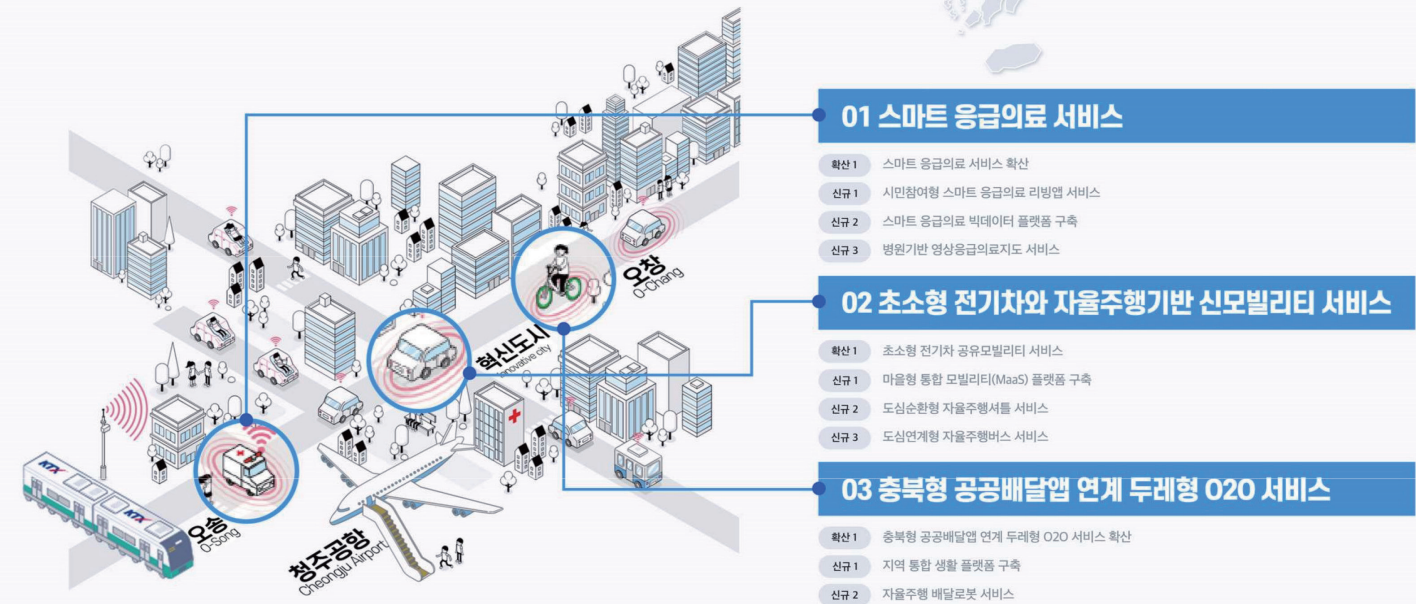 01 스마트 응급의료 서비스
확산 1 스마트 응급의료 서비스 확산
신규 1 시민참여형 스마트 응급의료 리빙앱 서비스
신규 2 스마트 응급의료 빅데이터 플랫폼 구축
신규 3 병원기반 영상응급의료지도 서비스
02 초소형 전기차와 자율주행기반 신모빌리티 서비스
확산 1 초소형 전기차 공유모빌리티 서비스
신규 1 마을형 통합 모빌리티(MaaS) 플랫폼 구축
신규 2 도심순환형 자율주행셔틀 서비스
신규 3 도심연계형 자율주행버스 서비스
03 충북형 공공배달앱 연계 두레형 O2O 서비스
확산 1 충북형 공공배달앱 연계 두레형 O2O 서비스 확산
신규 1 지역 통합 생활 플랫폼 구축
신규 2 자율주행 배달로봇 서비스
오창
O-Chang
혁신도시
Innovative city
오송
O-Song
청주공항
Cheongju Airport
KTX
KTX